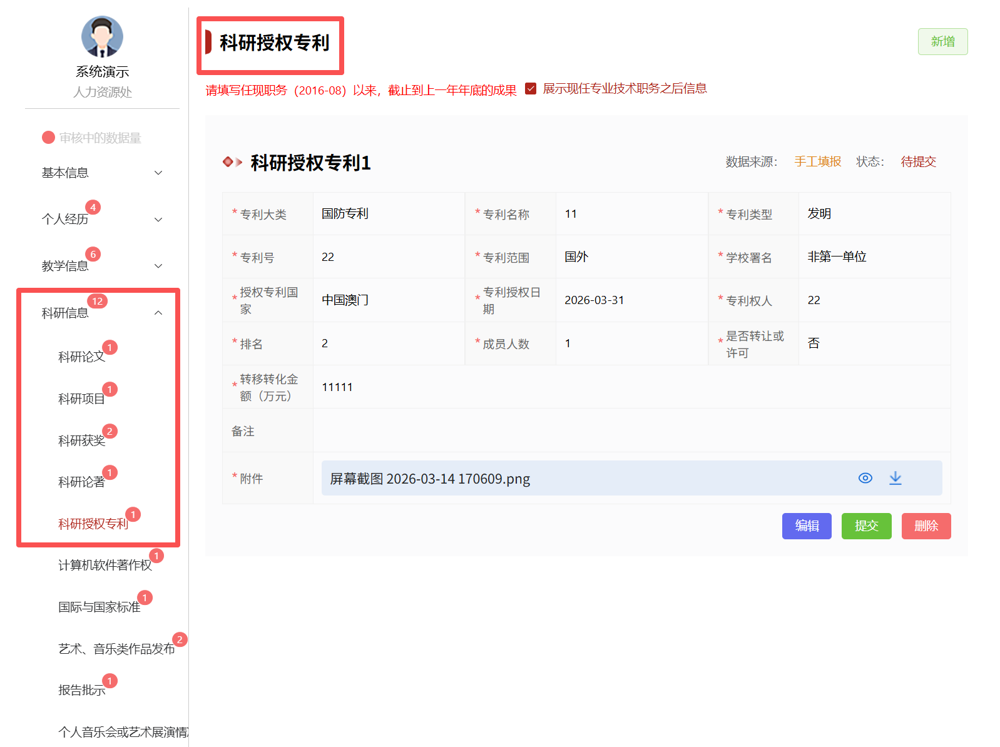 系统演示
人力资源处
审核中的数据量
基本信息
个人经历
4
教学信息
6
科研信息
12
科研论文
1
科研项目
1
科研获奖
2
科研论著
1
科研授权专利
1
计算机软件著作权
1
国际与国家标准
1
艺术、音乐类作品发布
2
报告批示
1
个人音乐会或艺术展演情
科研授权专利
新增
请填写任现职务（2016-08）以来，截止到上一年年底的成果
展示现任专业技术职务之后信息
科研授权专利1
数据来源： 手工填报 状态： 待提交
*专利大类 国防专利 *专利名称 11 *专利类型 发明
*专利号 22 *专利范围 国外 *学校署名 非第一单位
*授权专利国家 中国澳门 *专利授权日期 2026-03-31 *专利权人 22
*排名 2 *成员人数 1 *是否转让或许可 否
*转移转化金额（万元） 11111
备注
*附件 屏幕截图 2026-03-14 170609.png
编辑 提交 删除